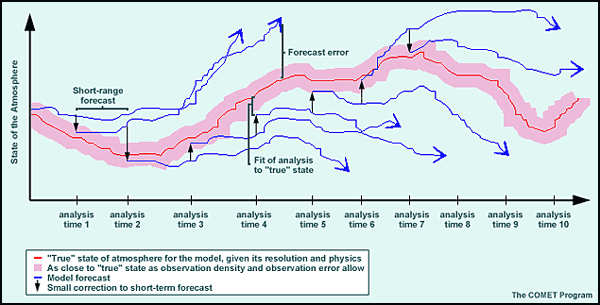 State of the Atmosphere
Short-range
forecast
Forecast error
Fit of analysis
to "true" state
analysis
time 1
analysis
time 2
analysis
time 3
analysis
time 4
analysis
time 5
analysis
time 6
analysis
time 7
analysis
time 8
analysis
time 9
analysis
time 10
"True" state of atmosphere for the model, given its resolution and physics
As close to "true" state as observation density and observation error allow
Model forecast
Small correction to short-term forecast
The COMET Program